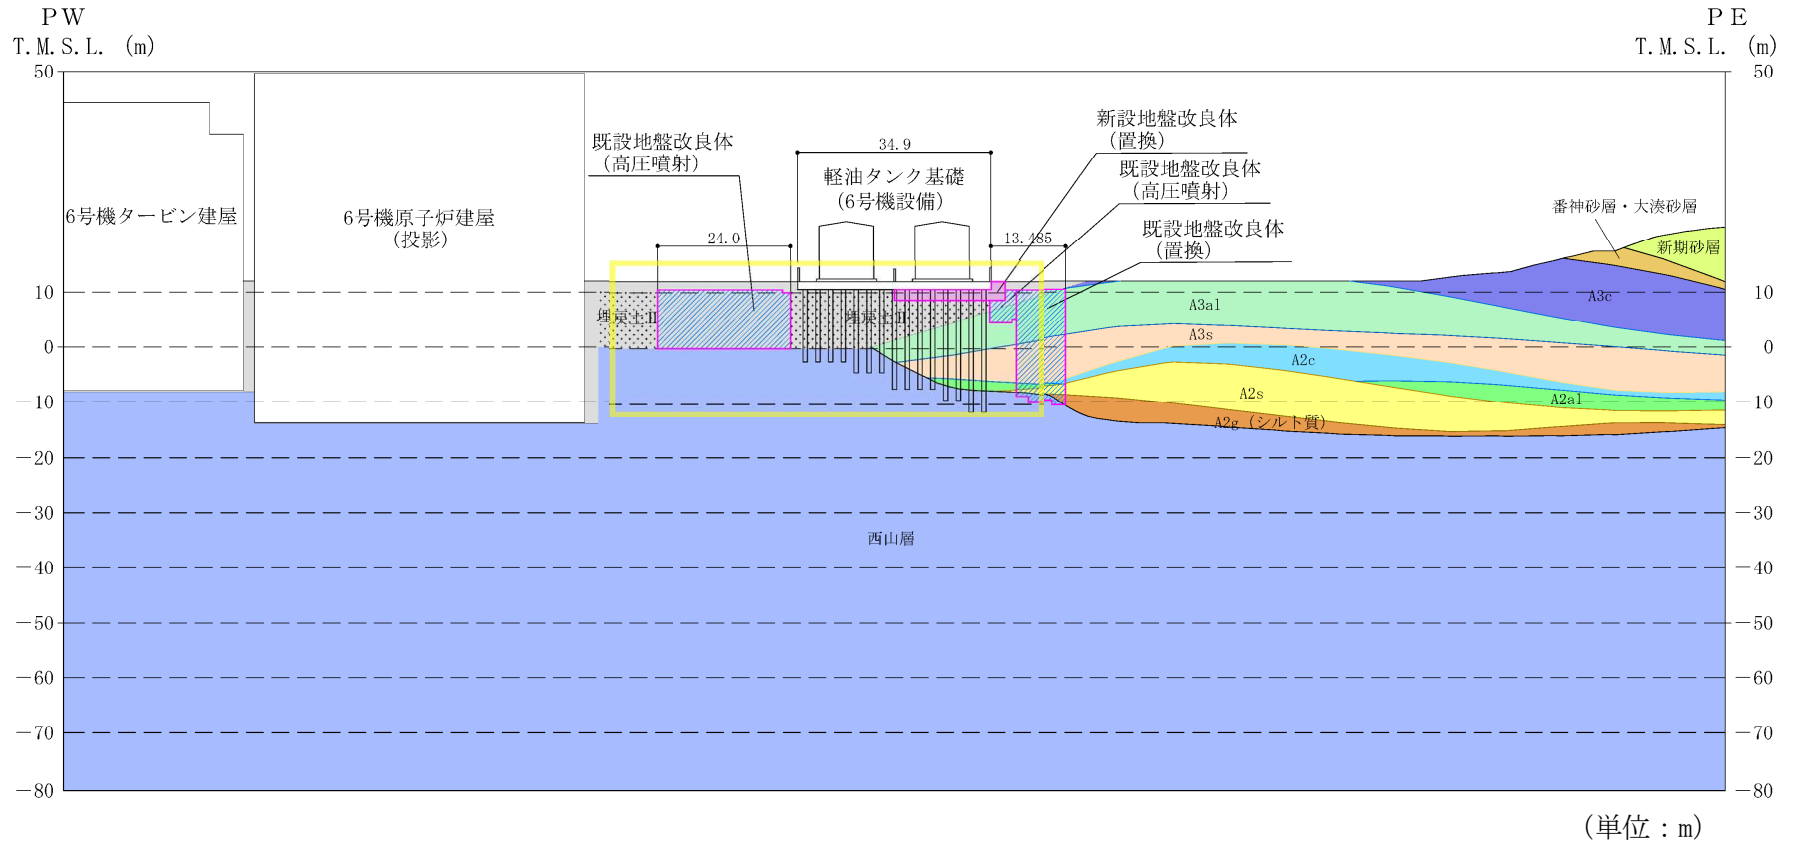 PW
T.M.S.L. (m)
PE
T.M.S.L. (m)
50
50
新設地盤改良体
(置換)
既設地盤改良体
(高圧噴射)
34.9
既設地盤改良体
(高圧噴射)
軽油タンク基礎
(6号機設備)
6号機タービン建屋
6号機原子炉建屋
(投影)
番神砂層・大湊砂層
既設地盤改良体
(置換)
24.0
13.485
新期砂層
10
10
A3c
A3al
埋戻土II
埋戻土II
A3s
0
0
A2c
A2s
A2al
10
10
A2g(シルト質)
−20
−20
−30
−30
西山層
−40
−40
−50
−50
−60
−60
−70
−70
−80
−80
(単位：m)